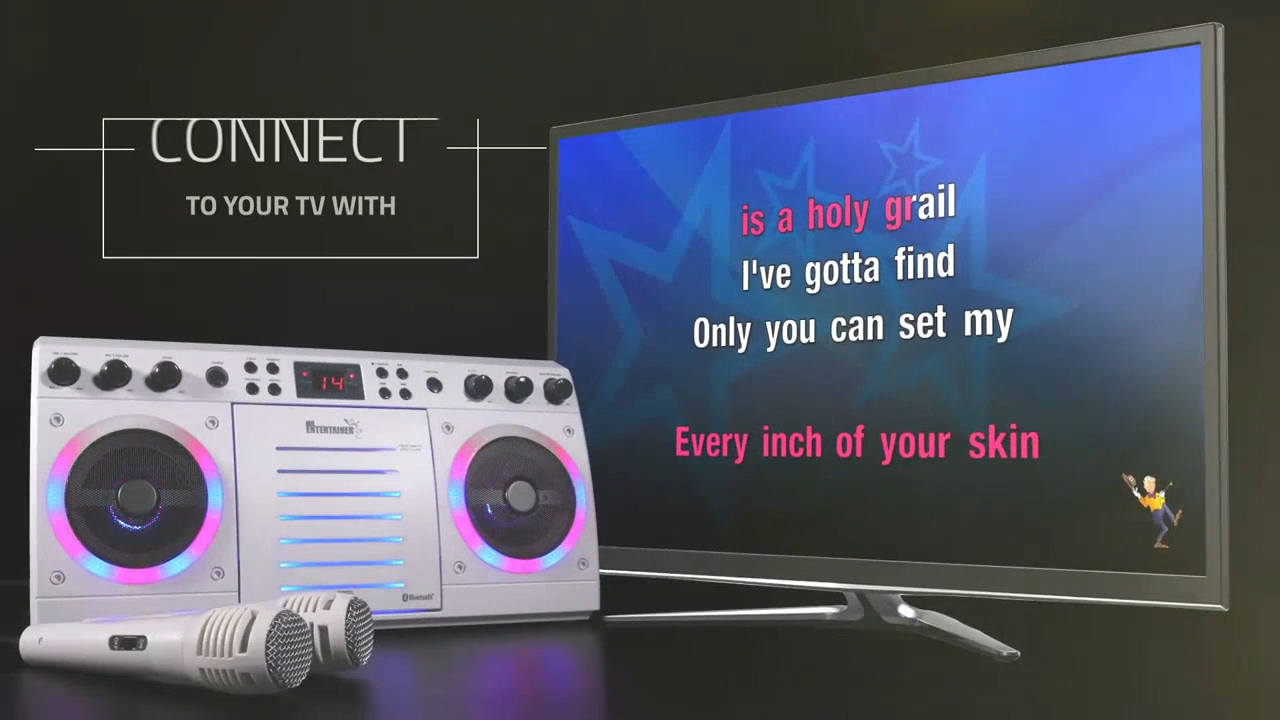 CONNECT
TO YOUR TV WITH
is a holy grail
I've gotta find
Only you can set my
Every inch of your skin
14
MR
ENTERTAINER
Bluetooth